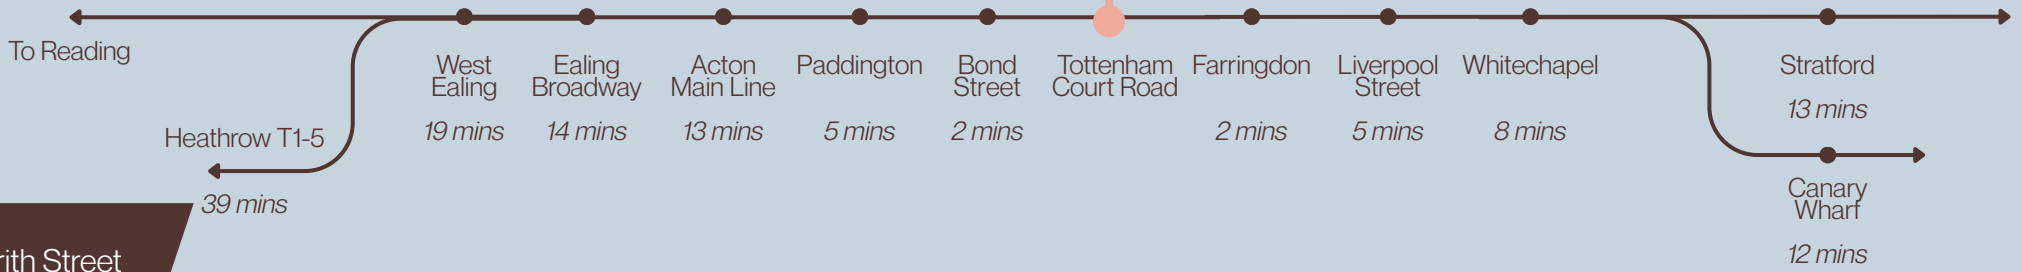 To Reading
Heathrow T1-5
39 mins
West
Ealing
19 mins
Ealing
Broadway
14 mins
Acton
Main Line
13 mins
Paddington
5 mins
Bond
Street
2 mins
Tottenham
Court Road
Farringdon
2 mins
Liverpool
Street
5 mins
Whitechapel
8 mins
Stratford
13 mins
Canary
Wharf
12 mins
rith Street